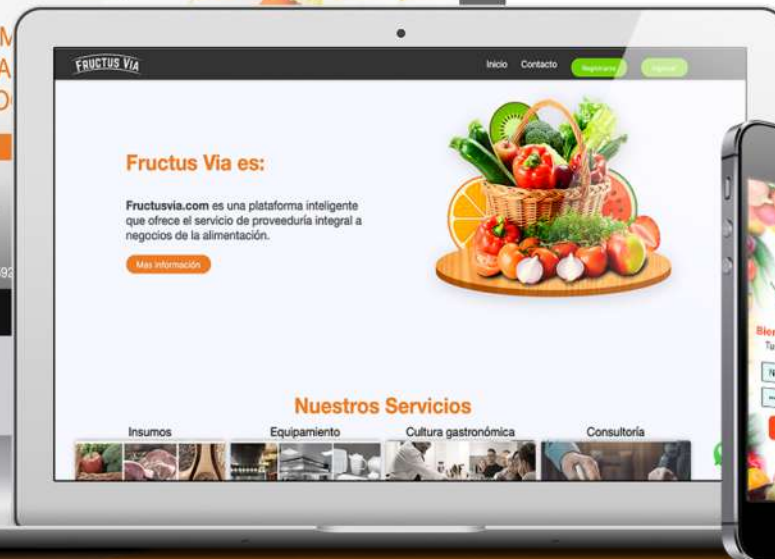 FRUCTUS VIA
Inicio Contacto Registrarse Ingresar
Fructus Via es:
Fructusvia.com es una plataforma inteligente
que ofrece el servicio de proveeduría integral a
negocios de la alimentación.
Mas información
Nuestros Servicios
Insumos Equipamiento Cultura gastronómica Consultoría